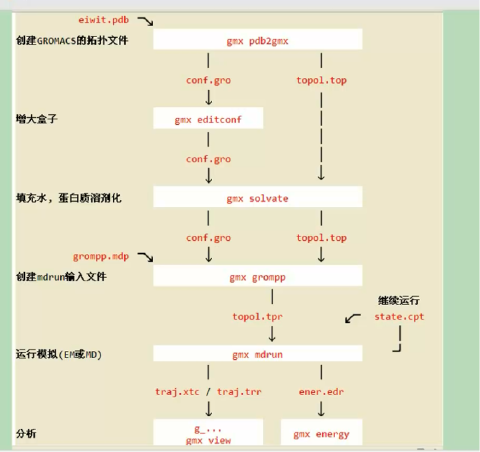 eiwit.pdb
创建GROMACS的拓扑文件
gmx pdb2gmx
conf.gro
topol.top
增大盒子
gmx editconf
conf.gro
填充水，蛋白质溶剂化
gmx solvate
conf.gro
topol.top
grompp.mdp
创建mdrun输入文件
gmx grompp
继续运行
topol.tpr
state.cpt
运行模拟(EM或MD)
gmx mdrun
traj.xtc / traj.trr
ener.edr
分析
g_...
gmx view
gmx energy